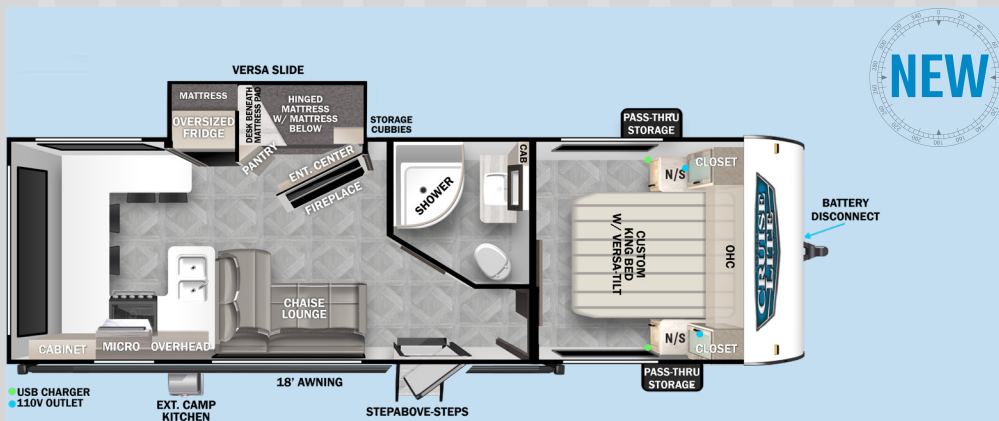 NEW
VERSA SLIDE
MATTRESS
OVERSIZED
FRIDGE
DESK BENEATH
MATTRESS PAD
HINGED
MATTRESS
W/ MATTRESS
BELOW
STORAGE
CUBBIES
PANTRY
ENT. CENTER
FIREPLACE
SHOWER
CAB
PASS-THRU
STORAGE
N/S
CLOSET
CUSTOM
KING BED
W/ VERSA-TILT
OHC
CRUISE
LITE
BATTERY
DISCONNECT
CHAISE
LOUNGE
CABINET
MICRO
OVERHEAD
N/S
CLOSET
PASS-THRU
STORAGE
18' AWNING
USB CHARGER
110V OUTLET
EXT. CAMP
KITCHEN
STEPABOVE-STEPS